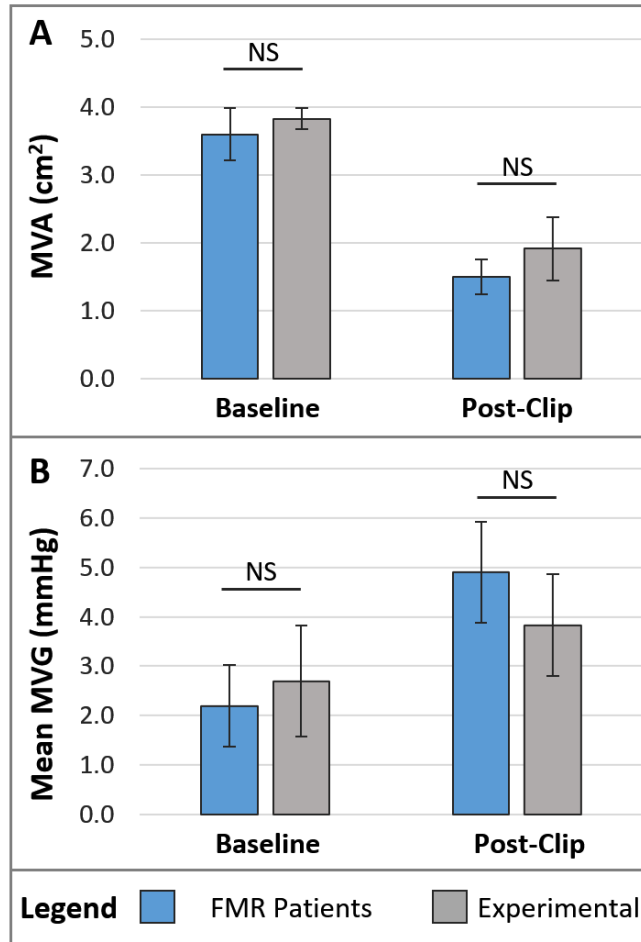 A
5.0
4.0
3.0
2.0
1.0
0.0
MVA (cm²)
NS
NS
Baseline
Post-Clip
B
7.0
6.0
5.0
4.0
3.0
2.0
1.0
0.0
Mean MVG (mmHg)
NS
NS
Baseline
Post-Clip
Legend FMR Patients Experimental